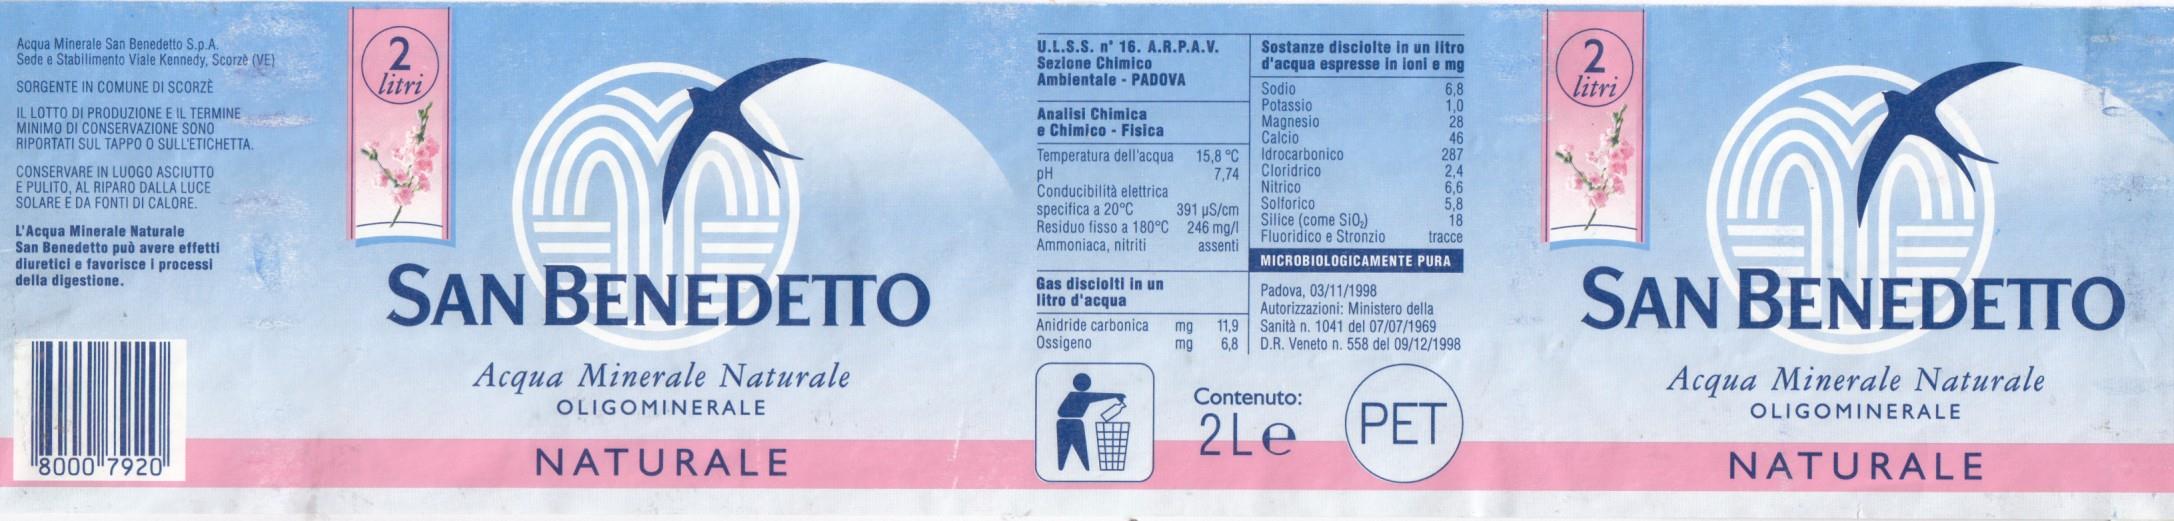 Acqua Minerale San Benedetto S.p.A.
Sede e Stabilimento Viale Kennedy, Scorzè (VE)
SORGENTE IN COMUNE DI SCORZÈ
IL LOTTO DI PRODUZIONE E IL TERMINE
MINIMO DI CONSERVAZIONE SONO
RIPORTATI SUL TAPPO O SULL'ETICHETTA.
CONSERVARE IN LUOGO ASCIUTTO
E PULITO, AL RIPARO DALLA LUCE
SOLARE E DA FONTI DI CALORE.
L'Acqua Minerale Naturale
San Benedetto può avere effetti
diuretici e favorisce i processi
della digestione.
8000 7920
2
litri
SAN BENEDETTO
Acqua Minerale Naturale
OLIGOMINERALE
NATURALE
U.L.S.S. n° 16. A.R.P.A.V.
Sezione Chimico
Ambientale - PADOVA
Analisi Chimica
e Chimico - Fisica
Temperatura dell'acqua 15,8 °C
pH 7,74
Conducibilità elettrica
specifica a 20°C 391 µS/cm
Residuo fisso a 180°C 246 mg/l
Ammoniaca, nitriti assenti
Gas disciolti in un
litro d'acqua
Anidride carbonica mg 11,9
Ossigeno mg 6,8
Sostanze disciolte in un litro
d'acqua espresse in ioni e mg
Sodio 6,8
Potassio 1,0
Magnesio 28
Calcio 46
Idrocarbonico 287
Cloridrico 2,4
Nitrico 6,6
Solforico 5,8
Silice (come SiO₂) 18
Fluoridico e Stronzio tracce
MICROBIOLOGICAMENTE PURA
Padova, 03/11/1998
Autorizzazioni: Ministero della
Sanità n. 1041 del 07/07/1969
D.R. Veneto n. 558 del 09/12/1998
Contenuto:
2L e
PET
2
litri
SAN BENEDETTO
Acqua Minerale Naturale
OLIGOMINERALE
NATURALE